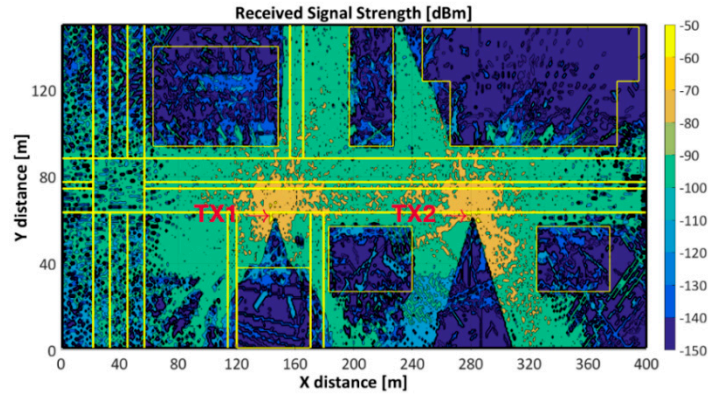 Received Signal Strength [dBm]
Y distance [m]
120
80
40
0
TX1
TX2
0 40 80 120 160 200 240 280 320 360 400
X distance [m]
-50
-60
-70
-80
-90
-100
-110
-120
-130
-140
-150